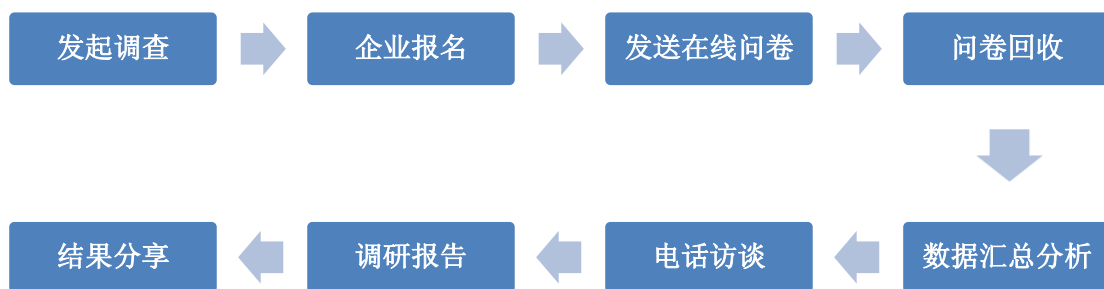 发起调查
企业报名
发送在线问卷
问卷回收
数据汇总分析
电话访谈
调研报告
结果分享